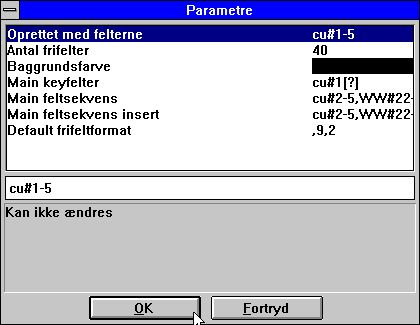 Parametre
Oprettet med felterne cu#1-5
Antal frifelter 40
Baggrundsfarve
Main keyfelter cu#1[?]
Main feltsekvens cu#2-5,WW#22-
Main feltsekvens insert cu#2-5,WW#22-
Default frifeltformat ,9,2
cu#1-5
Kan ikke ændres
OK Fortryd